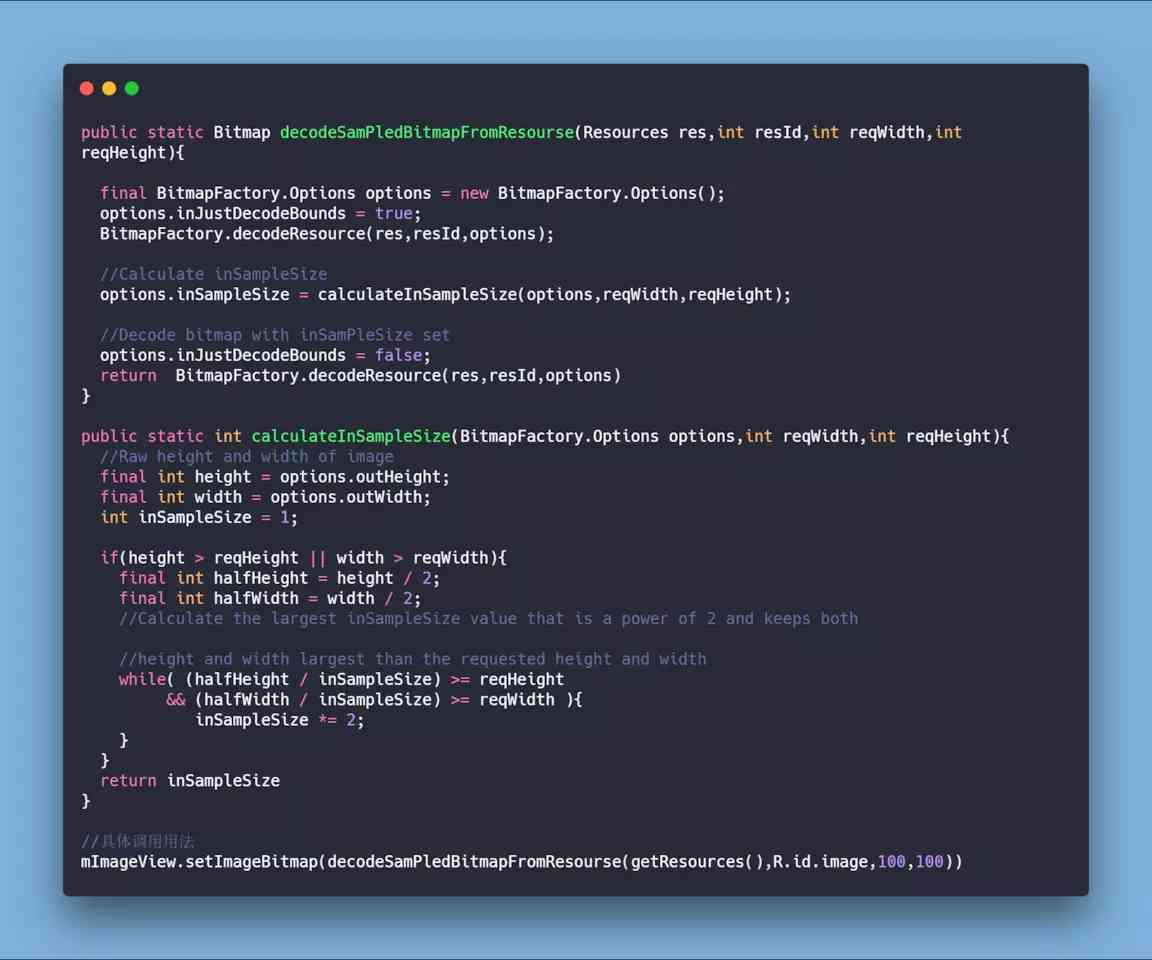 public static Bitmap decodeSamPledBitmapFromResourse(Resources res,int resId,int reqWidth,int
reqHeight){
final BitmapFactory.Options options = new BitmapFactory.Options();
options.inJustDecodeBounds = true;
BitmapFactory.decodeResource(res,resId,options);
//Calculate inSampleSize
options.inSampleSize = calculateInSampleSize(options,reqWidth,reqHeight);
//Decode bitmap with inSamPleSize set
options.inJustDecodeBounds = false;
return  BitmapFactory.decodeResource(res,resId,options)
}
public static int calculateInSampleSize(BitmapFactory.Options options,int reqWidth,int reqHeight){
//Raw height and width of image
final int height = options.outHeight;
final int width = options.outWidth;
int inSampleSize = 1;
if(height > reqHeight || width > reqWidth){
final int halfHeight = height / 2;
final int halfWidth = width / 2;
//Calculate the largest inSampleSize value that is a power of 2 and keeps both
//height and width largest than the requested height and width
while( (halfHeight / inSampleSize) >= reqHeight
&& (halfWidth / inSampleSize) >= reqWidth ){
inSampleSize *= 2;
}
}
return inSampleSize
}
//具体调用用法
mImageView.setImageBitmap(decodeSamPledBitmapFromResourse(getResources(),R.id.image,100,100))